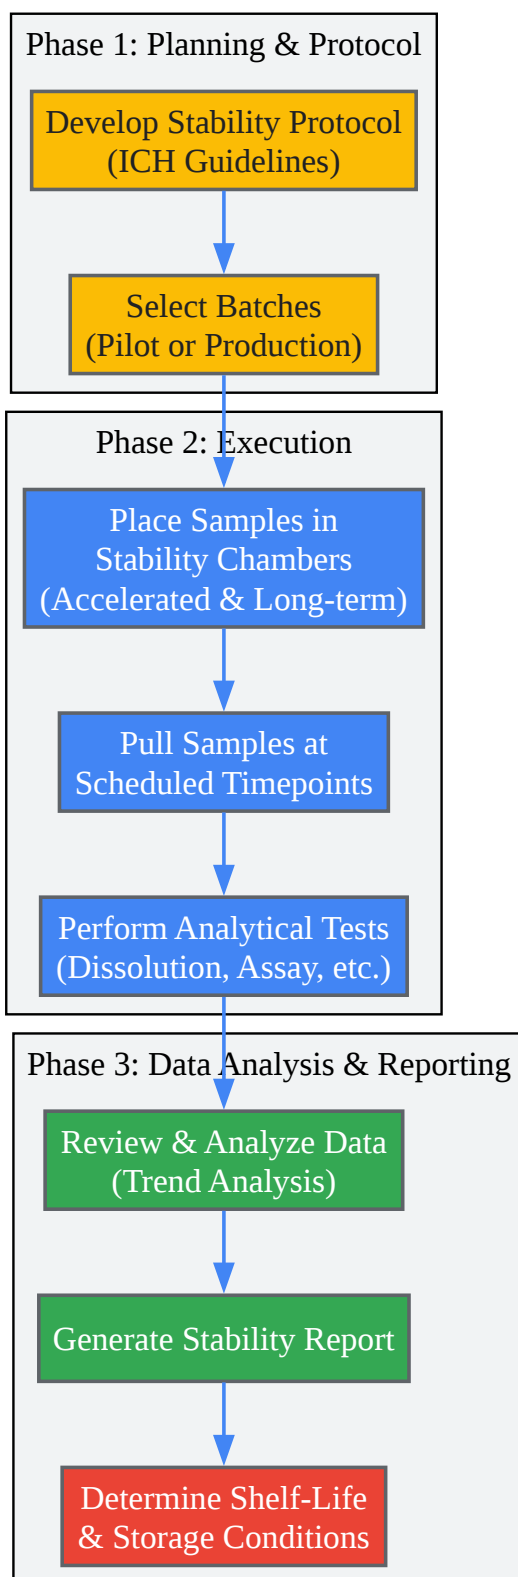 Phase 1: Planning & Protocol
Develop Stability Protocol
(ICH Guidelines)
Select Batches
(Pilot or Production)
Phase 2: Execution
Place Samples in
Stability Chambers
(Accelerated & Long-term)
Pull Samples at
Scheduled Timepoints
Perform Analytical Tests
(Dissolution, Assay, etc.)
Phase 3: Data Analysis & Reporting
Review & Analyze Data
(Trend Analysis)
Generate Stability Report
Determine Shelf-Life
& Storage Conditions